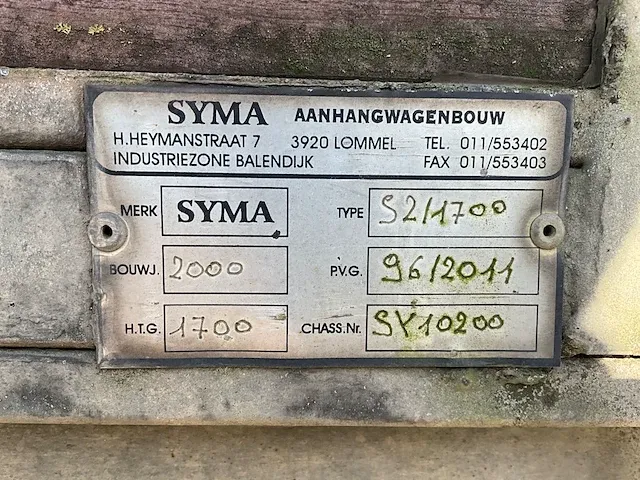 SYMA AANHANGWAGENBOUW
H.HEYMANSTRAAT 7 3920 LOMMEL TEL. 011/553402
INDUSTRIEZONE BALENDIJK FAX 011/553403
MERK SYMA TYPE S2/1700
BOUWJ. 2000 P.V.G. 96/2011
H.T.G. 1700 CHASS.Nr. SY10200